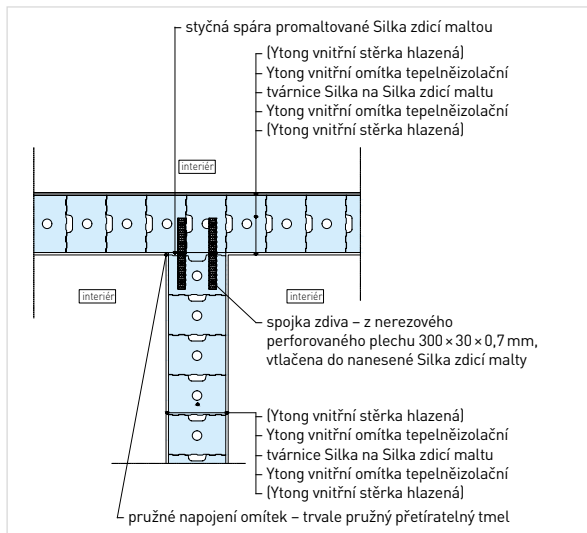 styčná spára promaltované Silka zdicí maltou
(Ytong vnitřní stěrka hlazená)
Ytong vnitřní omítka tepelněizolační
tvárnice Silka na Silka zdicí maltu
Ytong vnitřní omítka tepelněizolační
(Ytong vnitřní stěrka hlazená)
interiér
interiér
interiér
spojka zdiva – z nerezového
perforovaného plechu 300 × 30 × 0,7 mm,
vtlačena do nanesené Silka zdicí malty
(Ytong vnitřní stěrka hlazená)
Ytong vnitřní omítka tepelněizolační
tvárnice Silka na Silka zdicí maltu
Ytong vnitřní omítka tepelněizolační
(Ytong vnitřní stěrka hlazená)
pružné napojení omítek – trvale pružný přetíratelný tmel